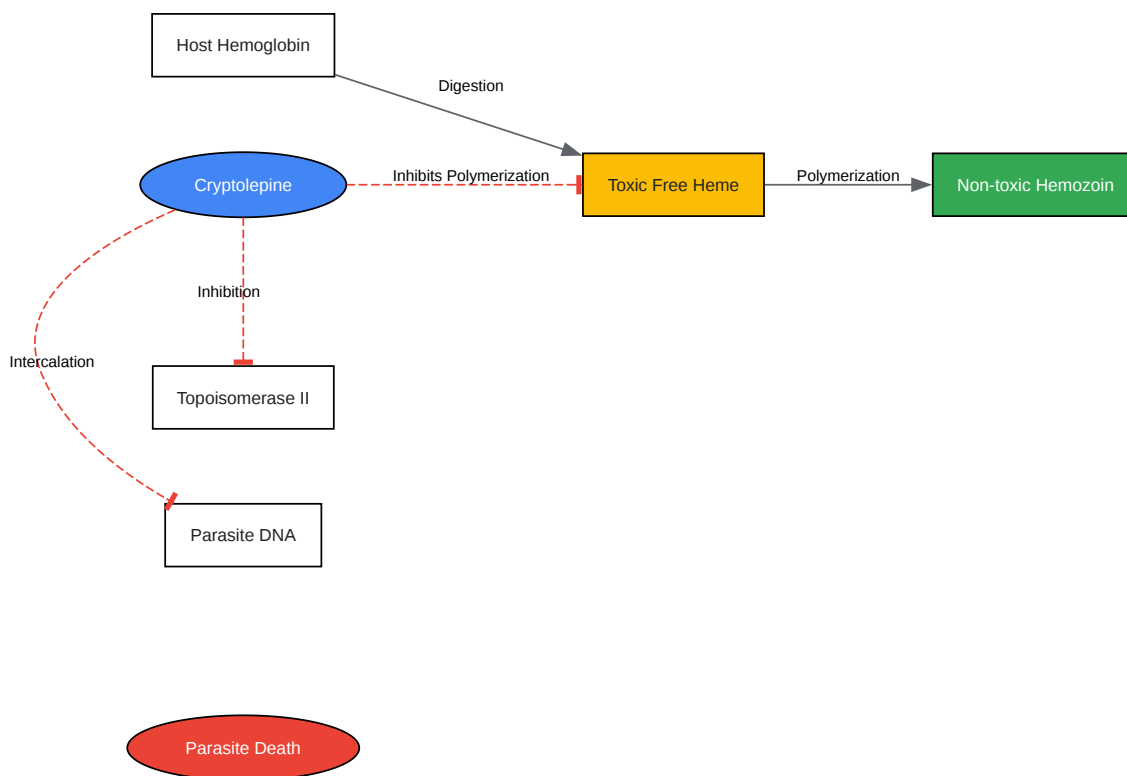 Host Hemoglobin
Digestion
Cryptolepine
Inhibits Polymerization
Toxic Free Heme
Polymerization
Non-toxic Hemozoin
Inhibition
Intercalation
Topoisomerase II
Parasite DNA
Parasite Death